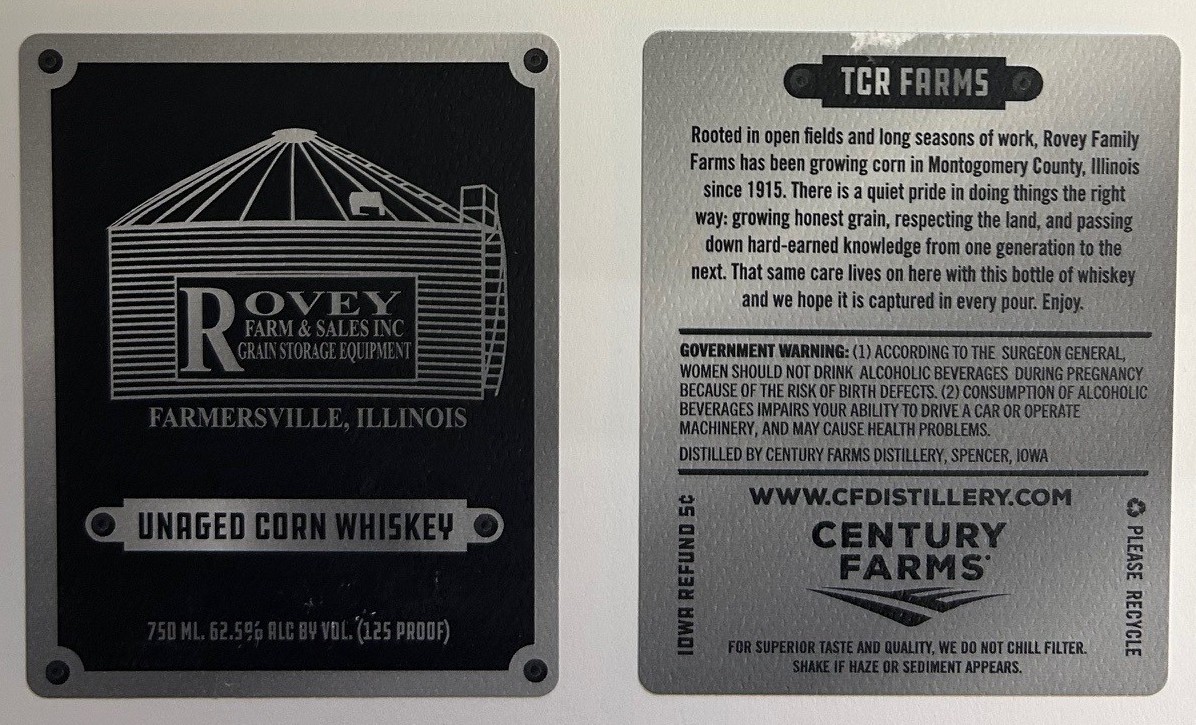 ROVEY
FARM & SALES INC
GRAIN STORAGE EQUIPMENT
FARMERSVILLE, ILLINOIS
UNAGED CORN WHISKEY
750 ML. 62.5% ALC BY VOL. (125 PROOF)
TCR FARMS
Rooted in open fields and long seasons of work, Rovey Family
Farms has been growing corn in Montogomery County, Illinois
since 1915. There is a quiet pride in doing things the right
way: growing honest grain, respecting the land, and passing
down hard-earned knowledge from one generation to the
next. That same care lives on here with this bottle of whiskey
and we hope it is captured in every pour. Enjoy.
GOVERNMENT WARNING: (1) ACCORDING TO THE SURGEON GENERAL,
WOMEN SHOULD NOT DRINK ALCOHOLIC BEVERAGES DURING PREGNANCY
BECAUSE OF THE RISK OF BIRTH DEFECTS. (2) CONSUMPTION OF ALCOHOLIC
BEVERAGES IMPAIRS YOUR ABILITY TO DRIVE A CAR OR OPERATE
MACHINERY, AND MAY CAUSE HEALTH PROBLEMS.
DISTILLED BY CENTURY FARMS DISTILLERY, SPENCER, IOWA
IOWA REFUND 5¢
WWW.CFDISTILLERY.COM
CENTURY
FARMS
PLEASE RECYCLE
FOR SUPERIOR TASTE AND QUALITY, WE DO NOT CHILL FILTER.
SHAKE IF HAZE OR SEDIMENT APPEARS.